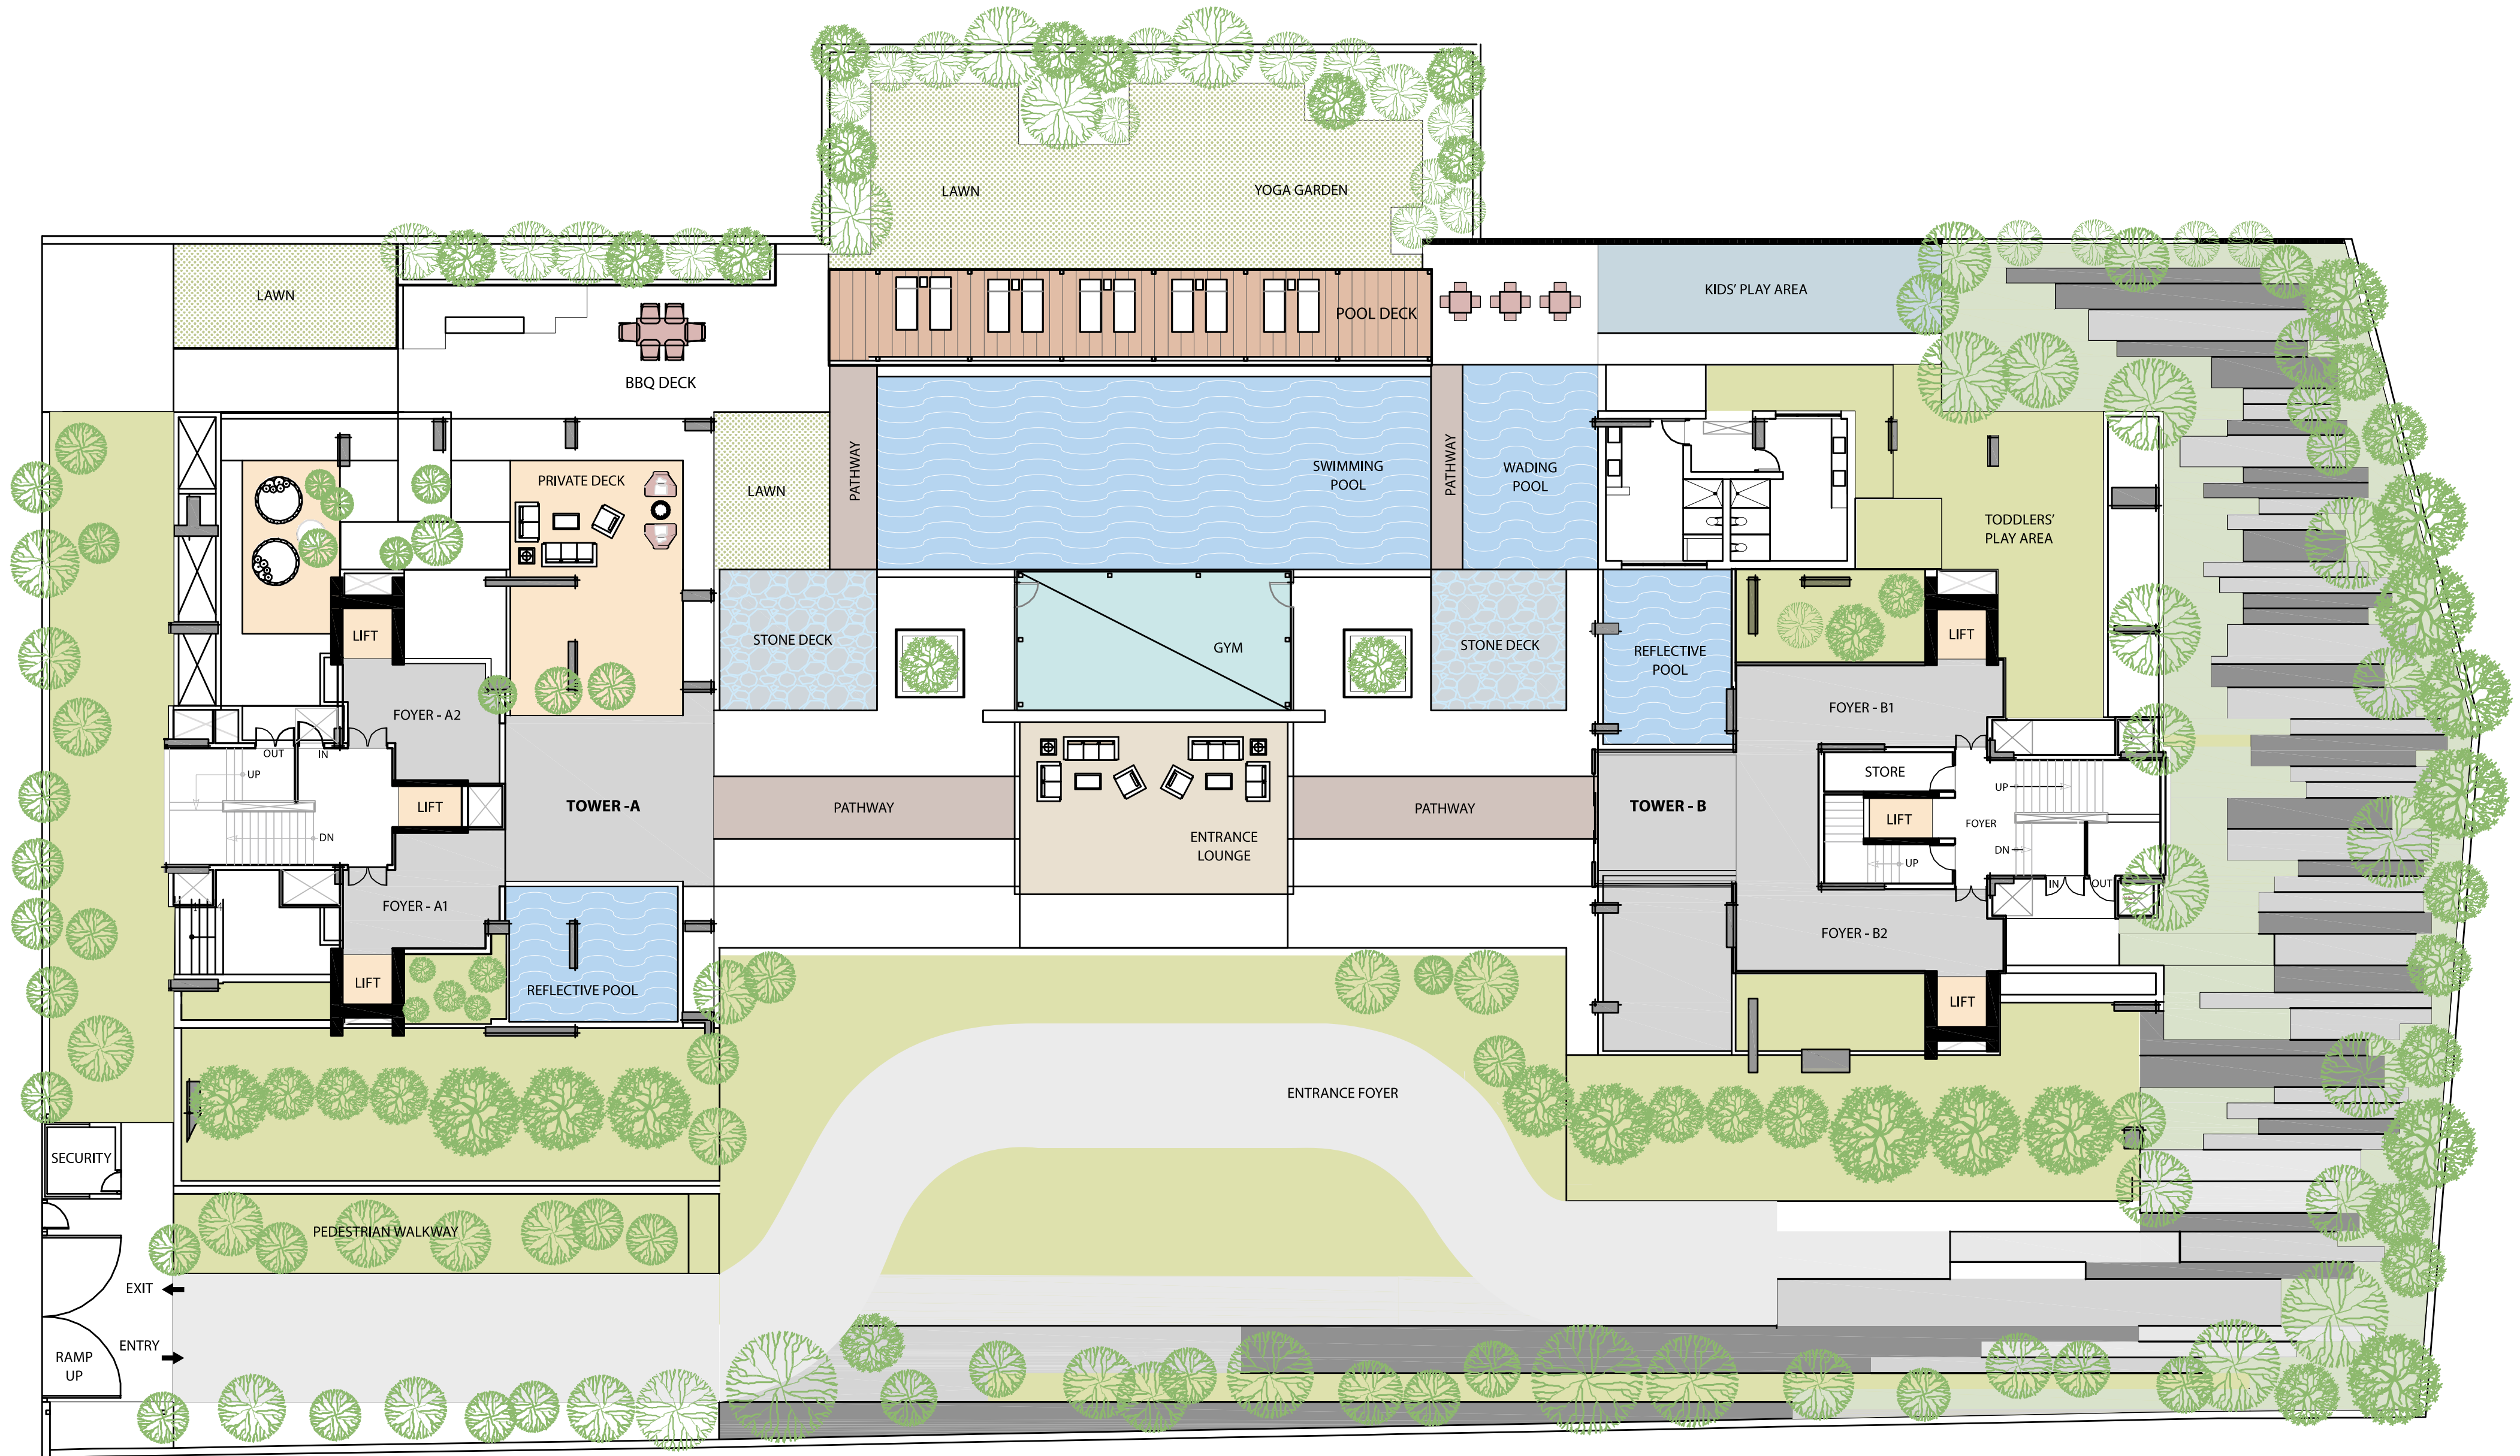 LAWN
YOGA GARDEN
LAWN
KIDS' PLAY AREA
POOL DECK
BBQ DECK
PRIVATE DECK
LAWN
PATHWAY
SWIMMING
POOL
PATHWAY
WADING
POOL
TODDLERS'
PLAY AREA
LIFT
STONE DECK
GYM
STONE DECK
REFLECTIVE
POOL
LIFT
FOYER - A2
FOYER - B1
OUT
IN
UP
STORE
UP
LIFT
TOWER -A
PATHWAY
ENTRANCE
LOUNGE
PATHWAY
TOWER - B
LIFT
FOYER
DN
DN
UP
IN
OUT
FOYER - A1
FOYER - B2
LIFT
REFLECTIVE POOL
LIFT
ENTRANCE FOYER
SECURITY
PEDESTRIAN WALKWAY
EXIT
ENTRY
RAMP
UP